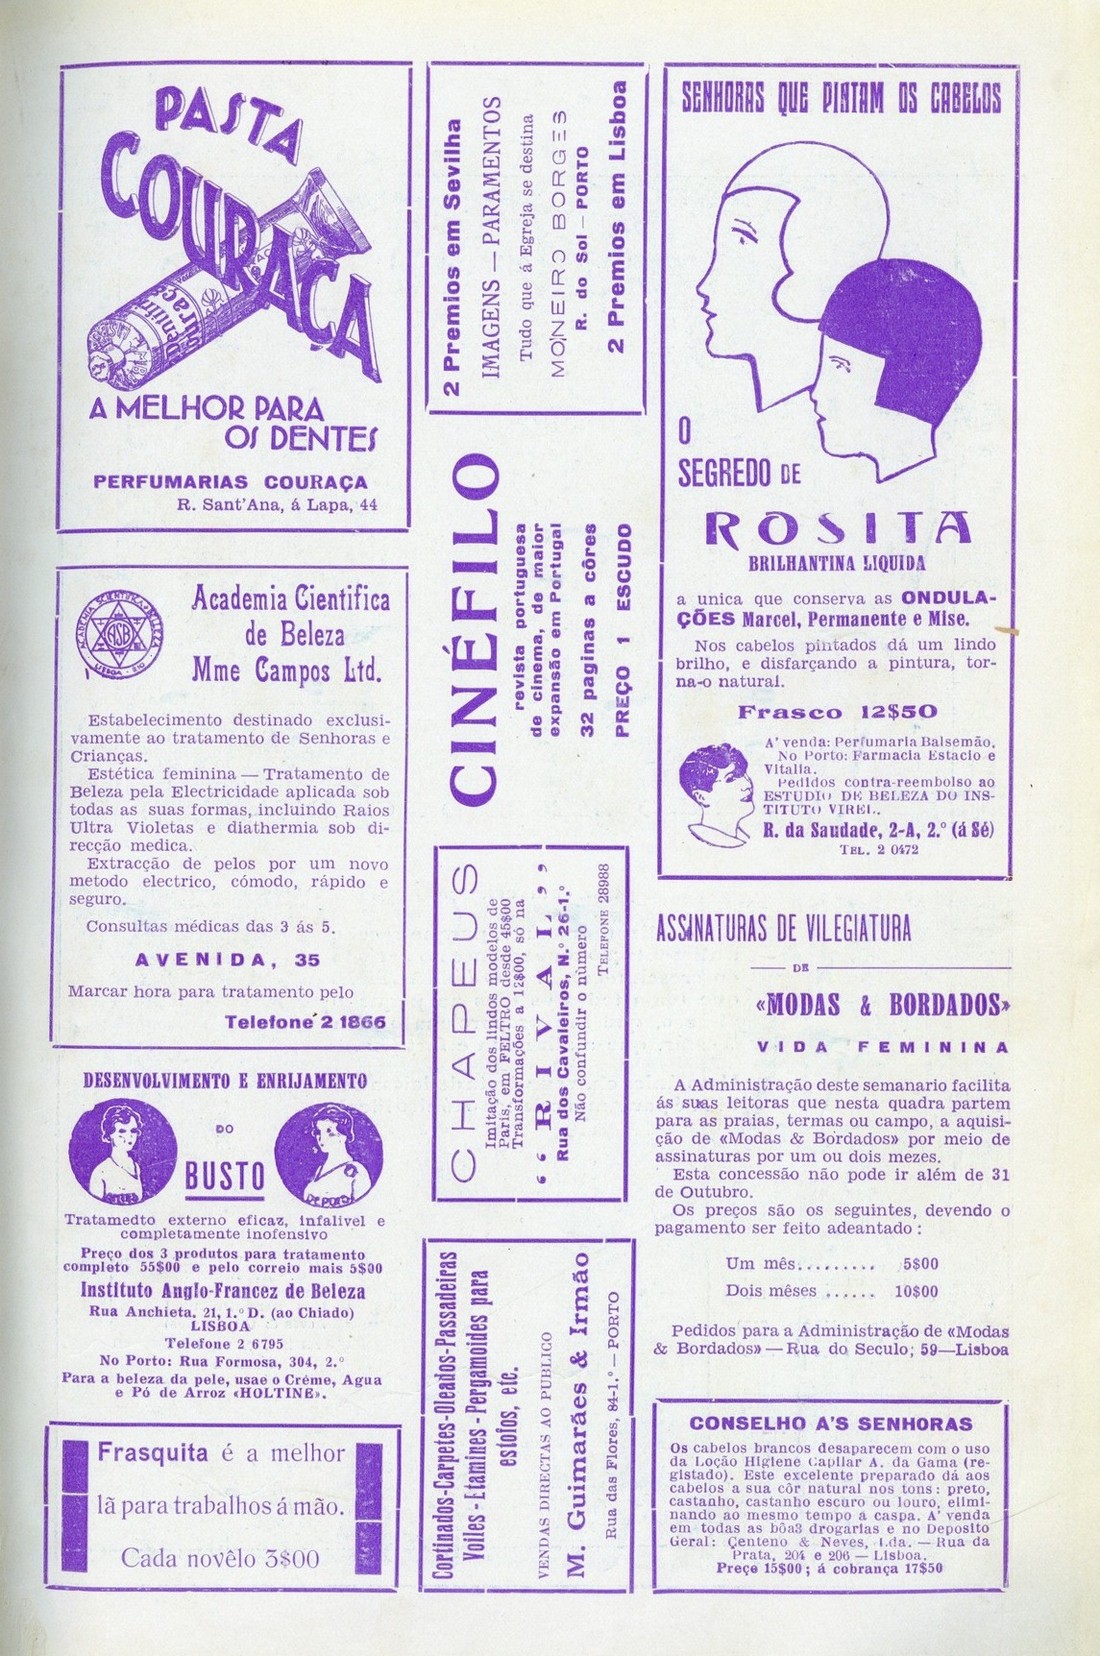 PASTA
COURAÇA
A MELHOR PARA
OS DENTES
PERFUMARIAS COURAÇA
R. Sant'Ana, á Lapa, 44
Academia Cientifica
de Beleza
Mme Campos Ltd.
Estabelecimento destinado exclusi-
vamente ao tratamento de Senhoras e
Crianças.
Estética feminina — Tratamento de
Beleza pela Electricidade aplicada sob
todas as suas formas, incluindo Raios
Ultra Violetas e diathermia sob di-
recção medica.
Extracção de pelos por um novo
metodo electrico, cómodo, rápido e
seguro.
Consultas médicas das 3 ás 5.
AVENIDA, 35
Marcar hora para tratamento pelo
Telefone 2 1866
DESENVOLVIMENTO E ENRIJAMENTO
DO
BUSTO
ANTES
DEPOIS
Tratamedto externo eficaz, infalivel e
completamente inofensivo
Preço dos 3 produtos para tratamento
completo 55$00 e pelo correio mais 5$00
Instituto Anglo-Francez de Beleza
Rua Anchieta, 21, 1.º D. (ao Chiado)
LISBOA
Telefone 2 6795
No Porto: Rua Formosa, 304, 2.º
Para a beleza da pele, usae o Créme, Agua
e Pó de Arroz «HOLTINE».
Frasquita é a melhor
lã para trabalhos á mão.
Cada novêlo 3$00
2 Premios em Sevilha
IMAGENS — PARAMENTOS
Tudo que á Egreja se destina
MONEIRO BORGES
R. do Sol — PORTO
2 Premios em Lisboa
CINÉFILO
revista portuguesa
de cinema, de maior
expansão em Portugal
32 paginas a côres
PREÇO 1 ESCUDO
CHAPEUS
Imitação dos lindos modelos de
Paris, em FELTRO desde 45$00
Transformações a 12$00, só na
“RIVAL,,
Rua dos Cavaleiros, N.º 26-1.º
Não confundir o número
TELEFONE 28988
Cortinados-Carpetes-Oleados-Passadeiras
Voiles - Etamines - Pergamoides para
estofos, etc.
VENDAS DIRECTAS AO PUBLICO
M. Guimarães & Irmão
Rua das Flores, 84-1.º — PORTO
SENHORAS QUE PINTAM OS CABELOS
O
SEGREDO DE
ROSITA
BRILHANTINA LIQUIDA
a unica que conserva as ONDULA-
ÇÕES Marcel, Permanente e Mise.
Nos cabelos pintados dá um lindo
brilho, e disfarçando a pintura, tor-
na-o natural.
Frasco 12$50
A' venda: Perfumaria Balsemão.
No Porto: Farmacia Estacio e
Vitalia.
Pedidos contra-reembolso ao
ESTUDIO DE BELEZA DO INS-
TITUTO VIREL.
R. da Saudade, 2-A, 2.º (á Sé)
TEL. 2 0472
ASSINATURAS DE VILEGIATURA
DE
«MODAS & BORDADOS»
VIDA FEMININA
A Administração deste semanario facilita
ás suas leitoras que nesta quadra partem
para as praias, termas ou campo, a aquisi-
ção de «Modas & Bordados» por meio de
assinaturas por um ou dois mezes.
Esta concessão não pode ir além de 31
de Outubro.
Os preços são os seguintes, devendo o
pagamento ser feito adeantado :
Um mês......... 5$00
Dois mêses ...... 10$00
Pedidos para a Administração de «Modas
& Bordados» — Rua do Seculo; 59—Lisboa
CONSELHO A'S SENHORAS
Os cabelos brancos desaparecem com o uso
da Loção Higiene Capilar A. da Gama (re-
gistado). Este excelente preparado dá aos
cabelos a sua côr natural nos tons: preto,
castanho, castanho escuro ou louro, elimi-
nando ao mesmo tempo a caspa. A' venda
em todas as bôas drogarias e no Deposito
Geral: Centeno & Neves, Lda. — Rua da
Prata, 204 e 206 — Lisboa.
Preçe 15$00; á cobrança 17$50